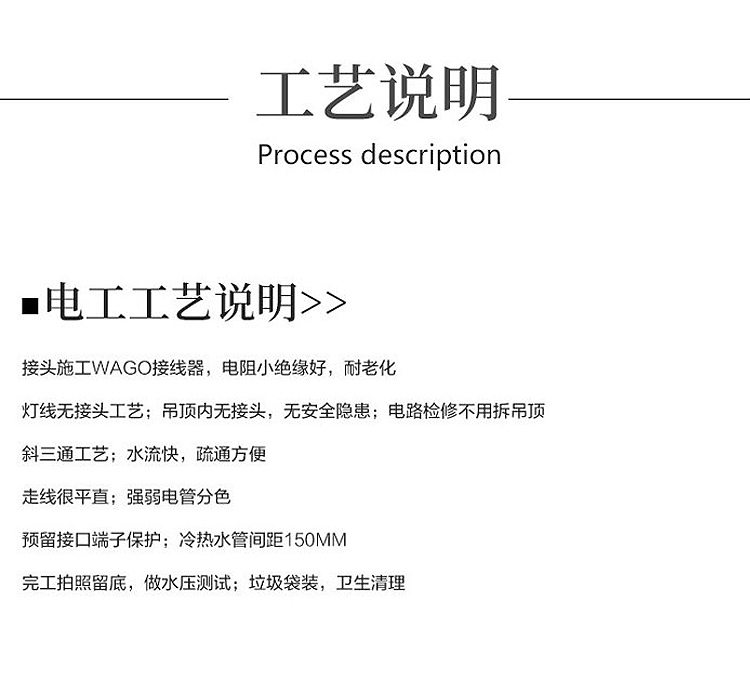 工艺说明
Process description
■电工工艺说明>>
接头施工WAGO接线器，电阻小绝缘好，耐老化
灯线无接头工艺；吊顶内无接头，无安全隐患；电路检修不用拆吊顶
斜三通工艺；水流快，疏通方便
走线很平直；强弱电管分色
预留接口端子保护；冷热水管间距150MM
完工拍照留底，做水压测试；垃圾袋装，卫生清理